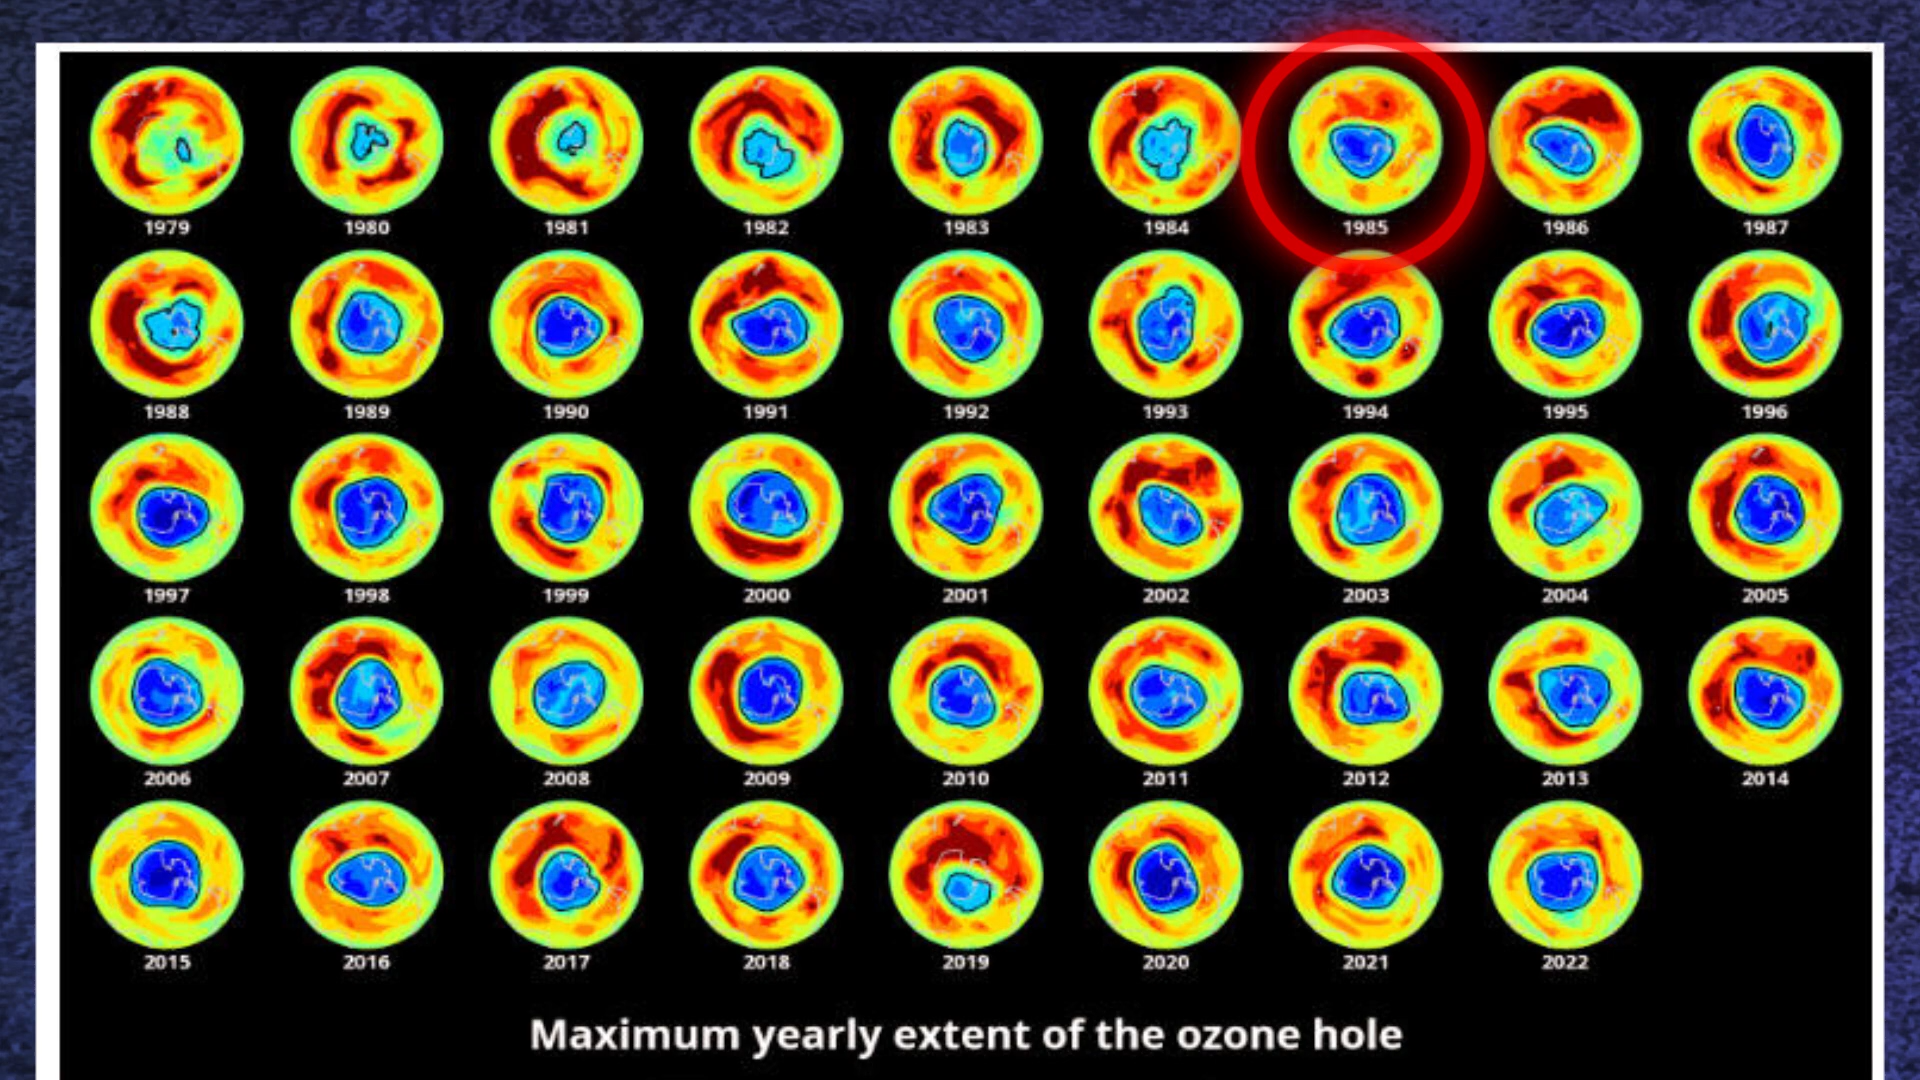 1979 1980 1981 1982 1983 1984 1985 1986 1987
1988 1989 1990 1991 1992 1993 1994 1995 1996
1997 1998 1999 2000 2001 2002 2003 2004 2005
2006 2007 2008 2009 2010 2011 2012 2013 2014
2015 2016 2017 2018 2019 2020 2021 2022
Maximum yearly extent of the ozone hole